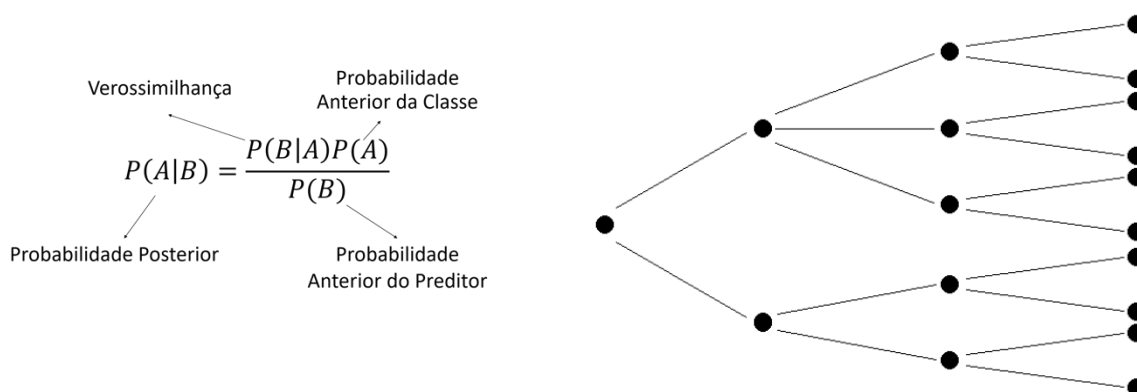 Verossimilhança
Probabilidade
Anterior da Classe
P(A|B) = P(B|A)P(A)
P(B)
Probabilidade Posterior
Probabilidade
Anterior do Preditor